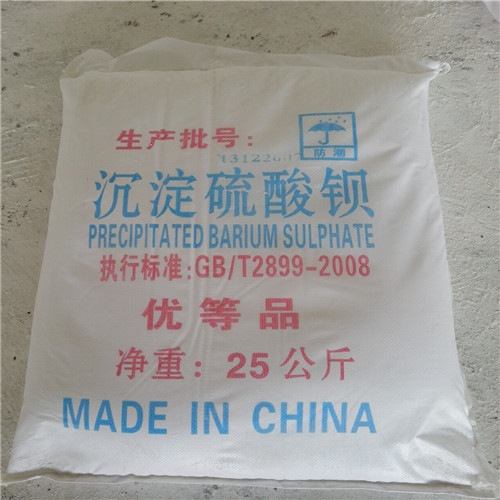 生产批号：
防潮
沉淀硫酸钡
PRECIPITATED BARIUM SULPHATE
执行标准:GB/T2899-2008
优等品
净重：25公斤
MADE IN CHINA